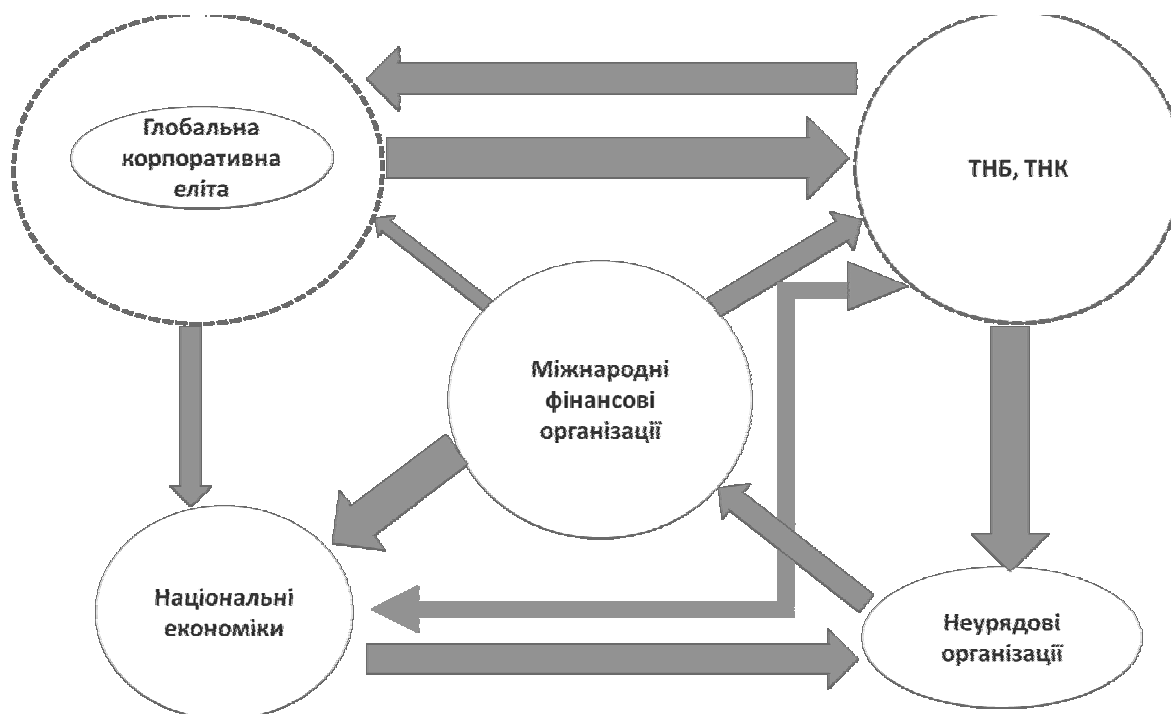 Глобальна
корпоративна
еліта
ТНБ, ТНК
Міжнародні
фінансові
організації
Національні
економіки
Неурядові
організації